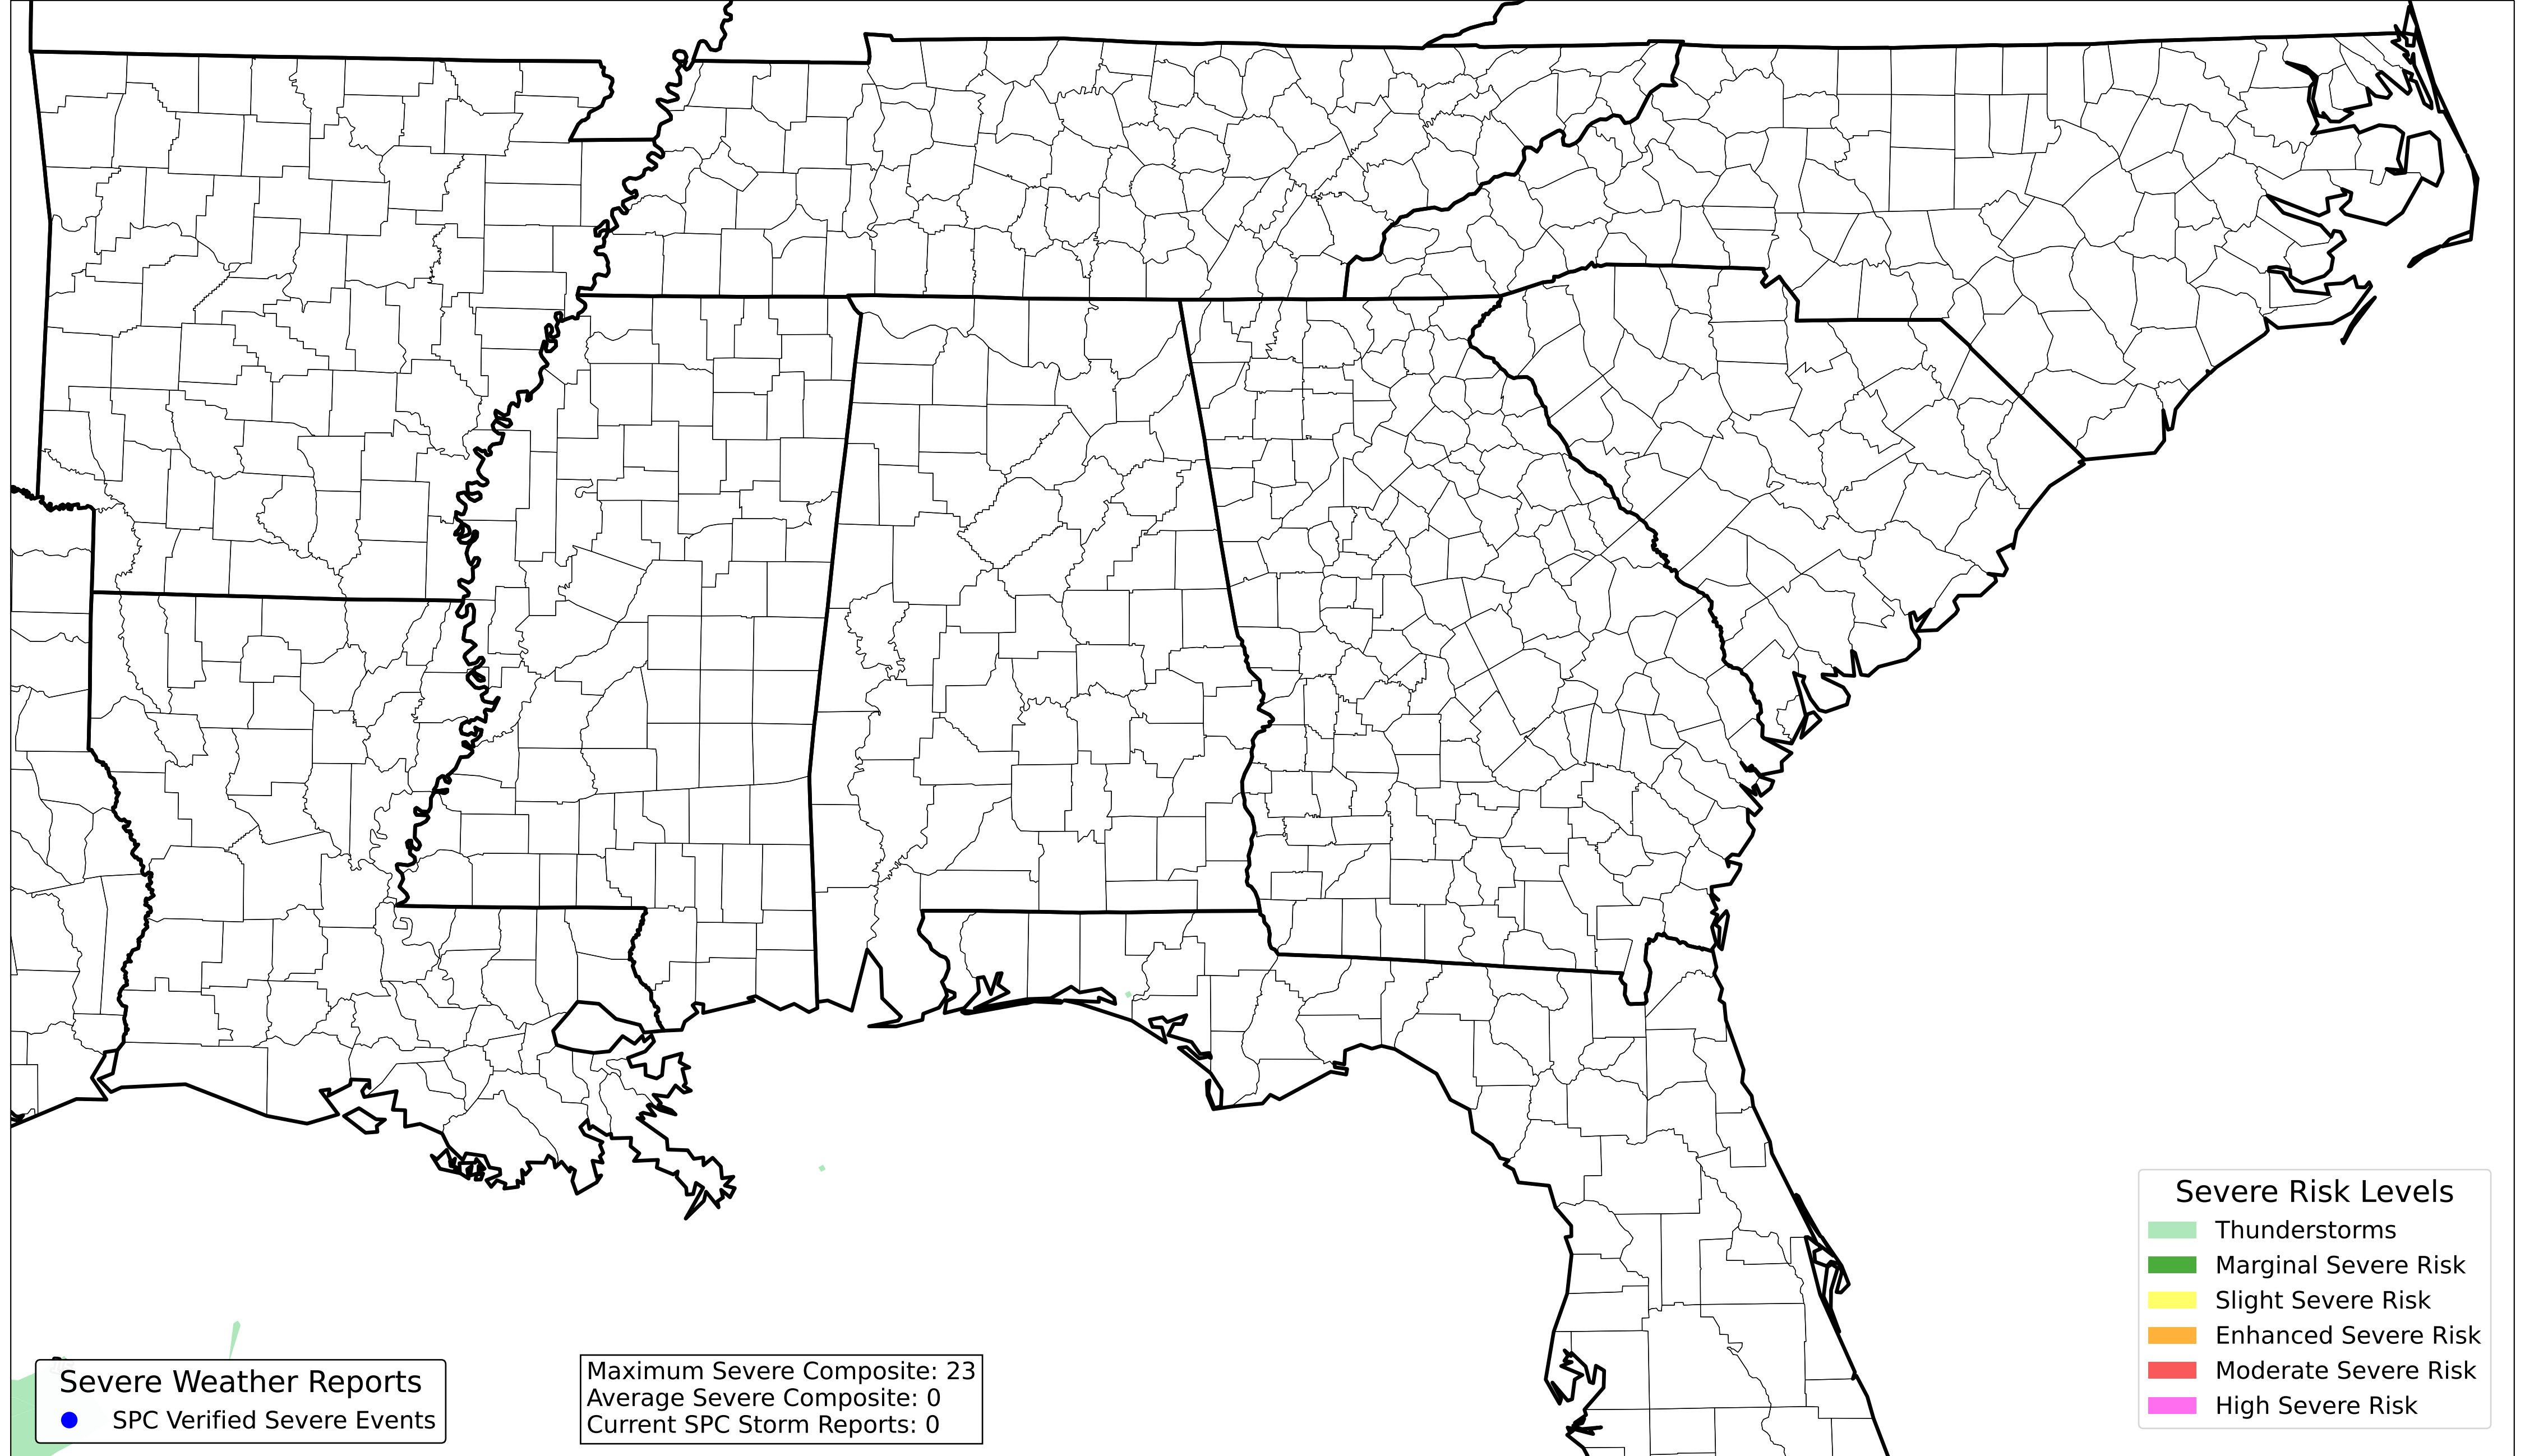 Severe Weather Reports
SPC Verified Severe Events
Maximum Severe Composite: 23
Average Severe Composite: 0
Current SPC Storm Reports: 0
Severe Risk Levels
Thunderstorms
Marginal Severe Risk
Slight Severe Risk
Enhanced Severe Risk
Moderate Severe Risk
High Severe Risk